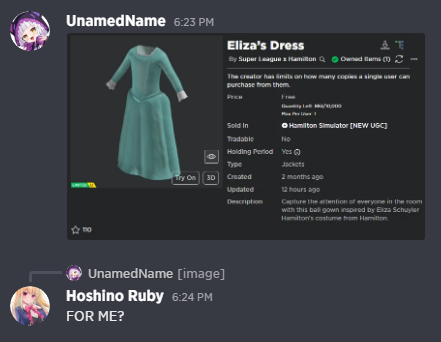 UnamedName 6:23 PM
Eliza's Dress
By Super League x Hamilton Owned Items (1)
The creator has limits on how many copies a single user can
purchase from them.
Price Free
Quantity Left
Max Per User: 1
Sold In Hamilton Simulator [NEW UGC]
Tradable No
Holding Period Yes
Type Jackets
Created 2 months ago
Updated 12 hours ago
Description Capture the attention of everyone in the room
with this ball gown inspired by Eliza Schuyler
Hamilton's costume from Hamilton.
Try On 3D
110
UnamedName [image]
Hoshino Ruby 6:24 PM
FOR ME?